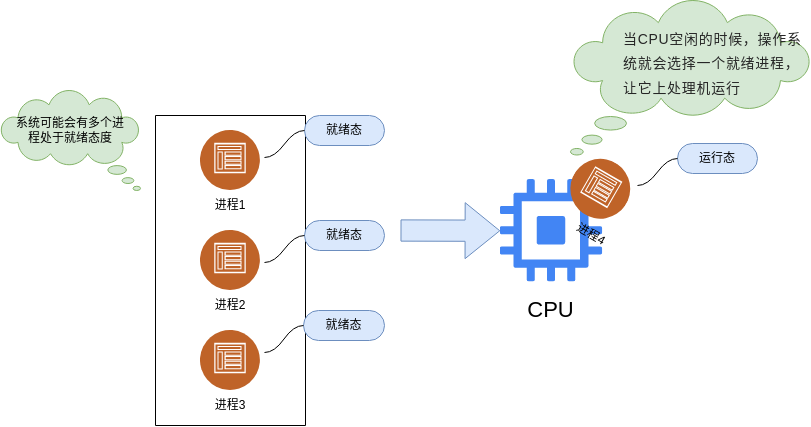 当CPU空闲的时候，操作系
统就会选择一个就绪进程，
让它上处理机运行
系统可能会有多个进
程处于就绪态度
就绪态
进程1
就绪态
进程2
就绪态
进程3
运行态
进程4
CPU